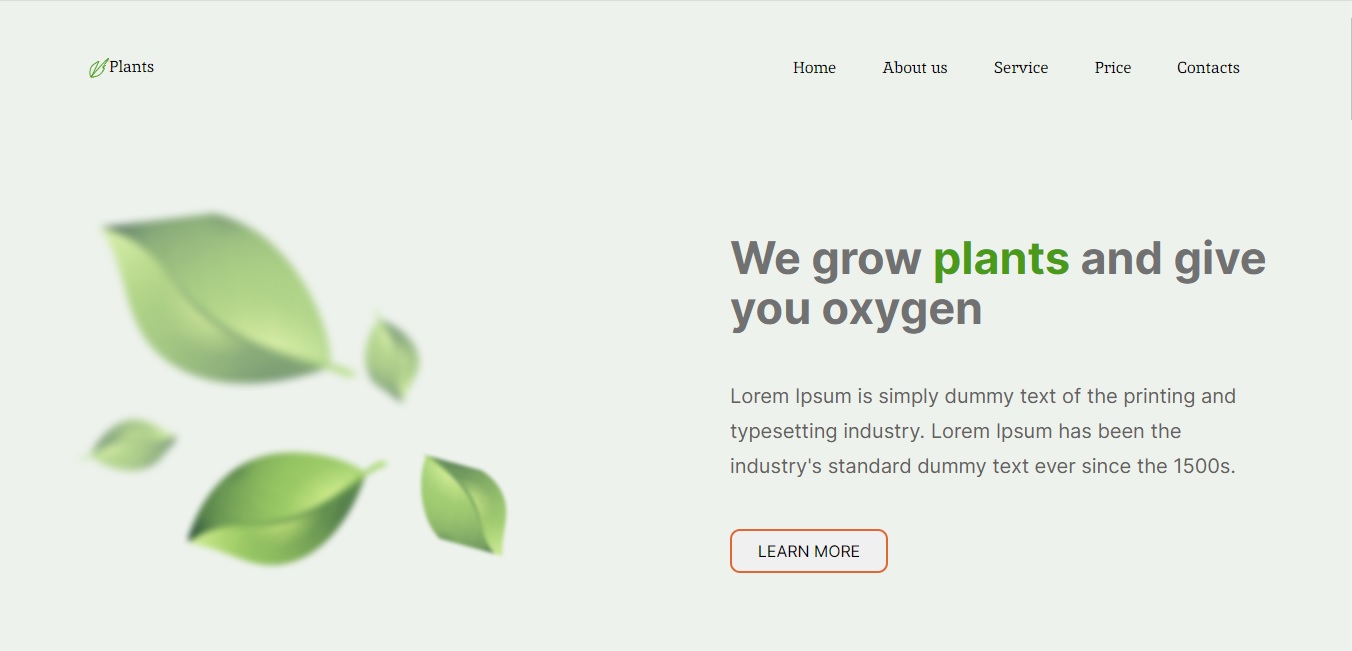 Plants
Home About us Service Price Contacts
We grow plants and give
you oxygen
Lorem Ipsum is simply dummy text of the printing and
typesetting industry. Lorem Ipsum has been the
industry's standard dummy text ever since the 1500s.
LEARN MORE